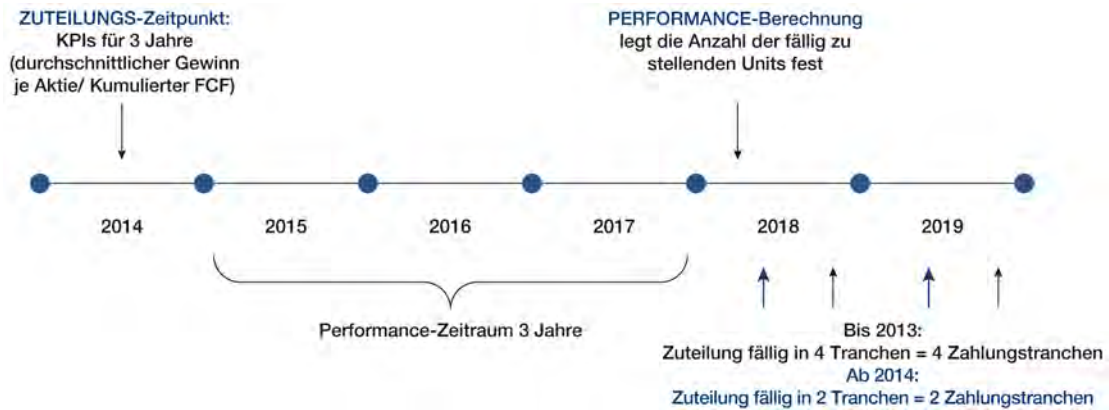 ZUTEILUNGS-Zeitpunkt:
KPIs für 3 Jahre
(durchschnittlicher Gewinn
je Aktie/ Kumulierter FCF)
PERFORMANCE-Berechnung
legt die Anzahl der fällig zu
stellenden Units fest
2014
2015
2016
2017
2018
2019
Performance-Zeitraum 3 Jahre
Bis 2013:
Zuteilung fällig in 4 Tranchen = 4 Zahlungstranchen
Ab 2014:
Zuteilung fällig in 2 Tranchen = 2 Zahlungstranchen